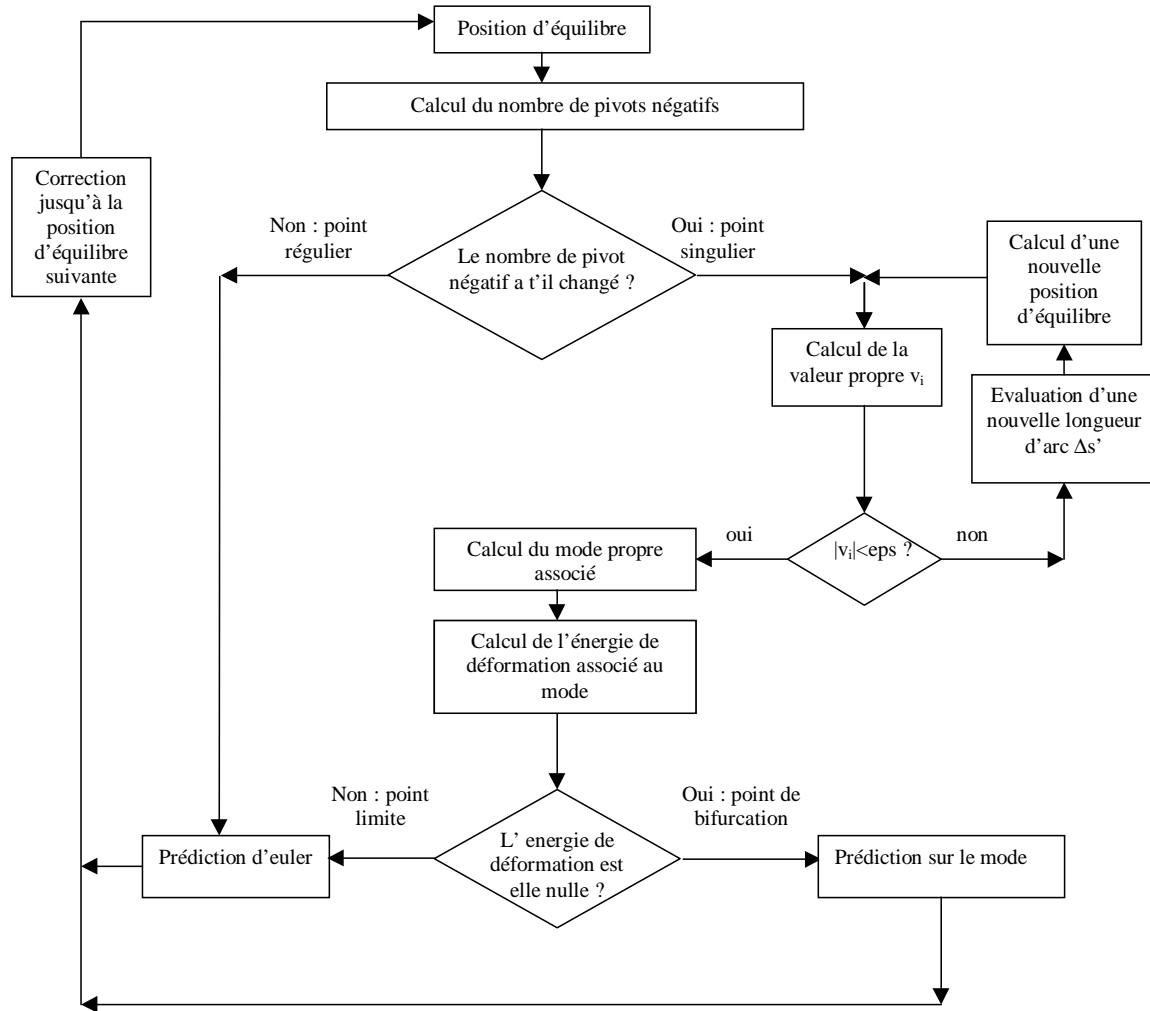 Position d’équilibre
Calcul du nombre de pivots négatifs
Correction
jusqu’à la
position
d’équilibre
suivante
Non : point
régulier
Le nombre de pivot
négatif a t’il changé ?
Oui : point
singulier
Calcul d’une
nouvelle
position
d’équilibre
Calcul de la
valeur propre vᵢ
Evaluation d’une
nouvelle longueur
d’arc Δs’
oui
|vᵢ|<eps ?
non
Calcul du mode propre
associé
Calcul de l’énergie de
déformation associé au
mode
Non : point
limite
Oui : point de
bifurcation
Prédiction d’euler
L’ energie de
déformation est
elle nulle ?
Prédiction sur le mode